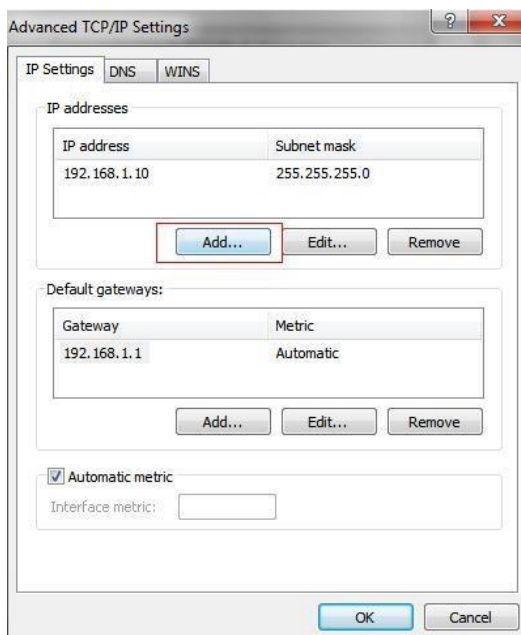 Advanced TCP/IP Settings
IP Settings DNS WINS
IP addresses
IP address Subnet mask
192.168.1.10 255.255.255.0
Add... Edit... Remove
Default gateways:
Gateway Metric
192.168.1.1 Automatic
Add... Edit... Remove
Automatic metric
Interface metric:
OK Cancel